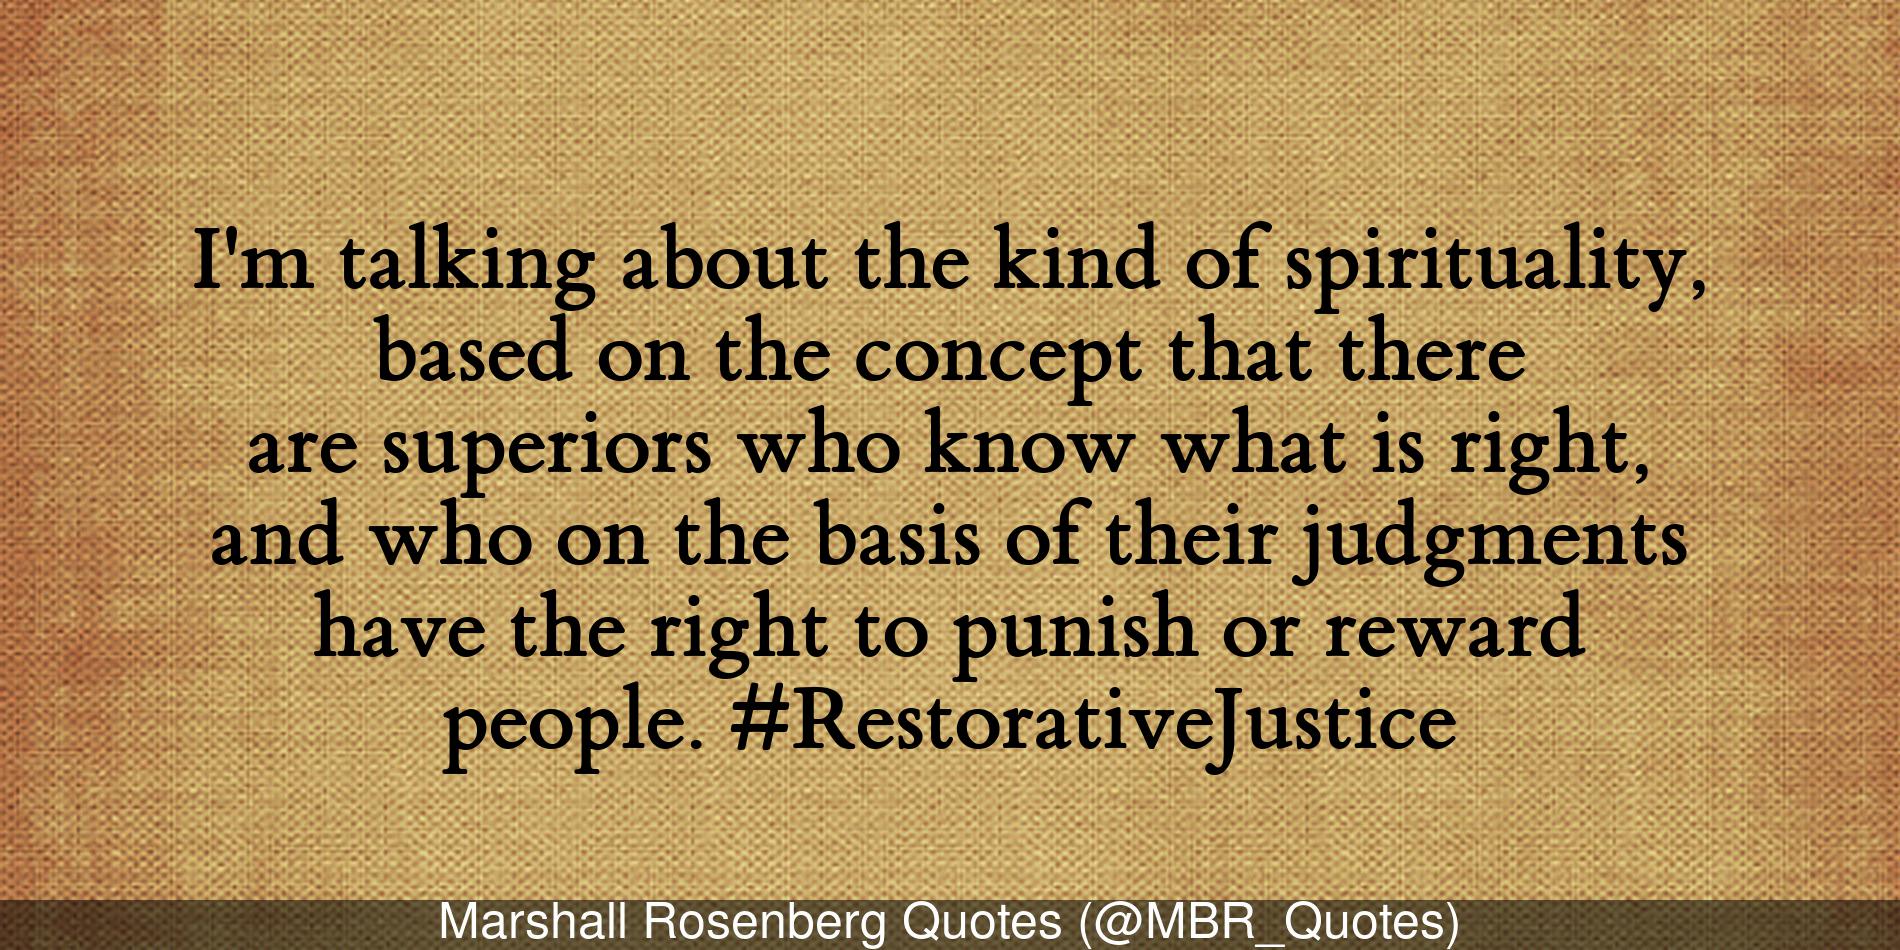 I'm talking about the kind of spirituality,
based on the concept that there
are superiors who know what is right,
and who on the basis of their judgments
have the right to punish or reward
people. #RestorativeJustice
Marshall Rosenberg Quotes (@MBR_Quotes)